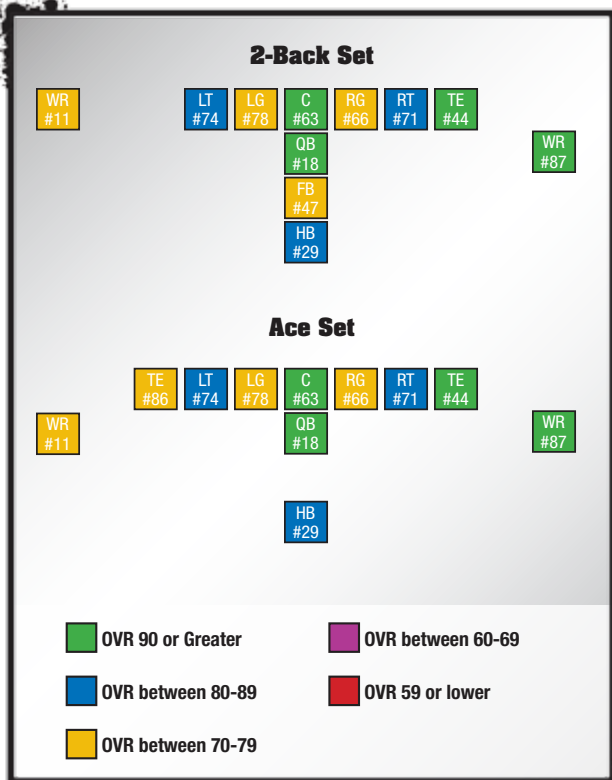 2-Back Set
WR LT LG C RG RT TE
#11 #74 #78 #63 #66 #71 #44
QB WR
#18 #87
FB
#47
HB
#29
Ace Set
TE LT LG C RG RT TE
#86 #74 #78 #63 #66 #71 #44
WR QB WR
#11 #18 #87
HB
#29
OVR 90 or Greater OVR between 60-69
OVR between 80-89 OVR 59 or lower
OVR between 70-79